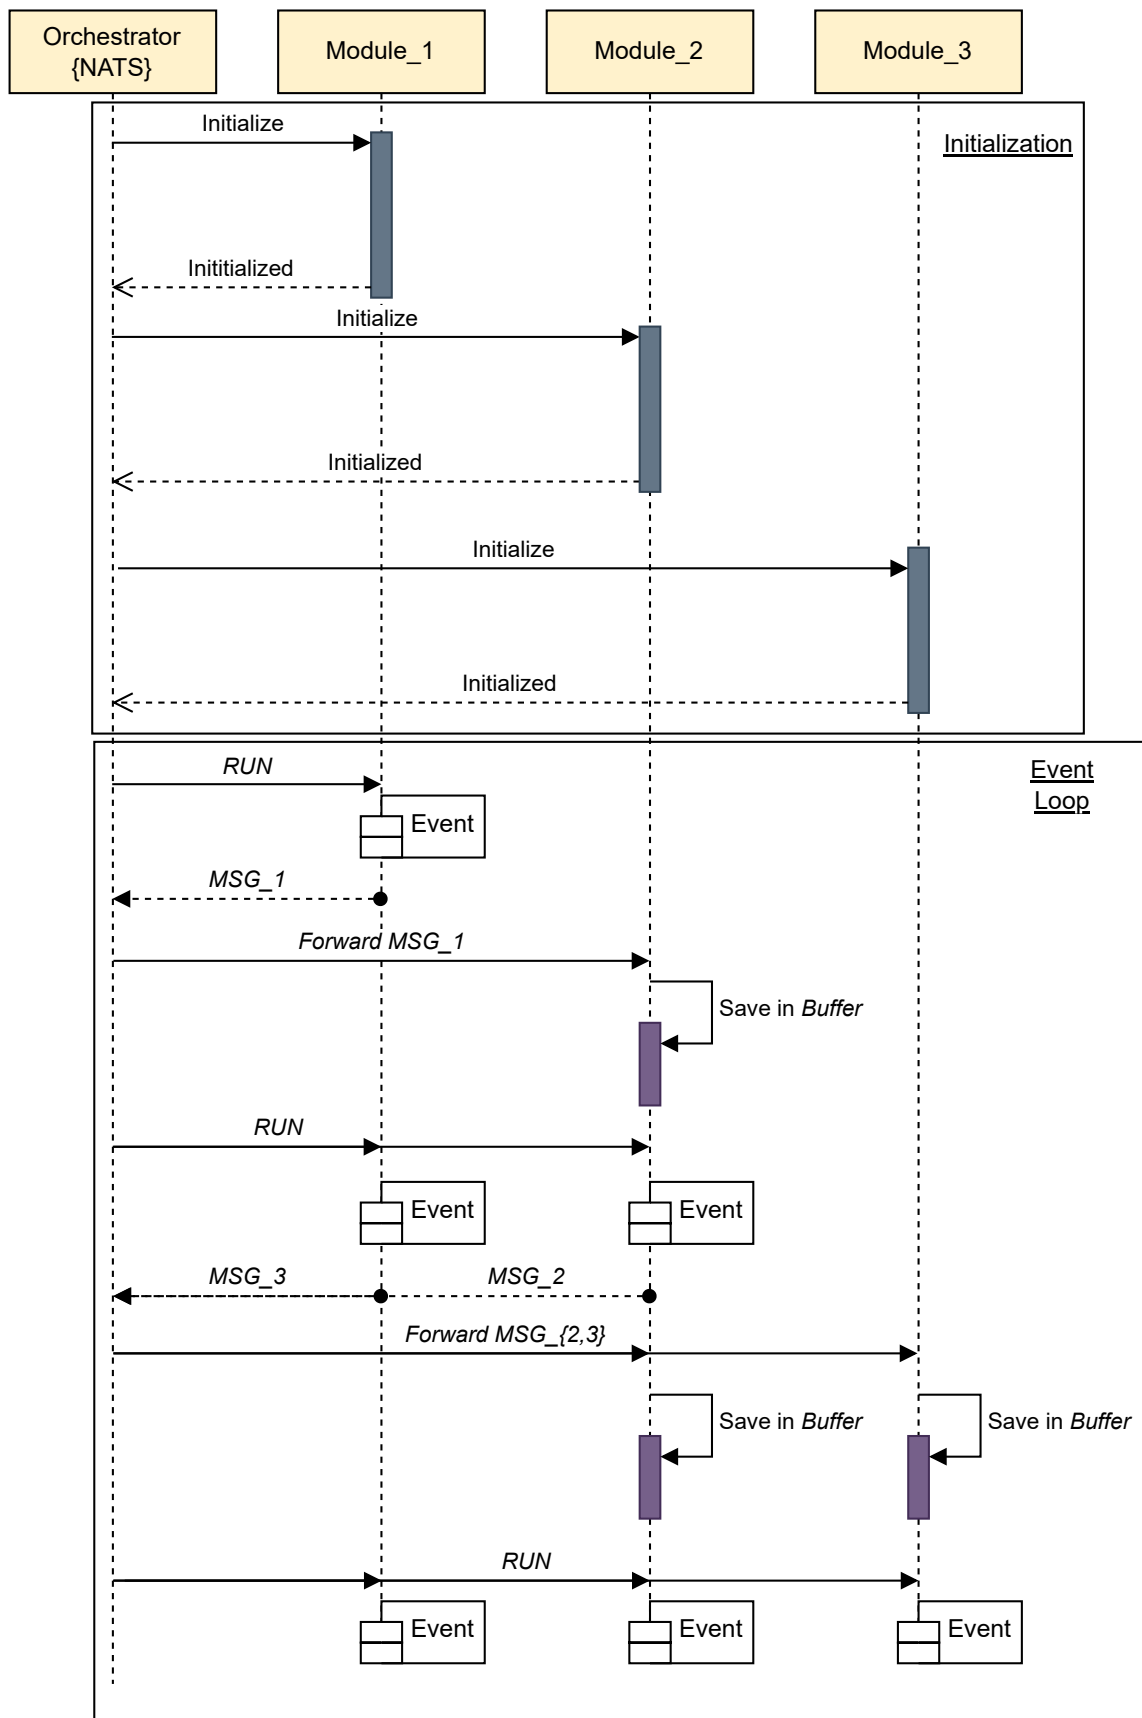 Orchestrator
{NATS}
Module_1
Module_2
Module_3
Initialize
Initialization
Inititialized
Initialize
Initialized
Initialize
Initialized
RUN
Event
Loop
Event
MSG_1
Forward MSG_1
Save in Buffer
RUN
Event
Event
MSG_3
MSG_2
Forward MSG_{2,3}
Save in Buffer
Save in Buffer
RUN
Event
Event
Event